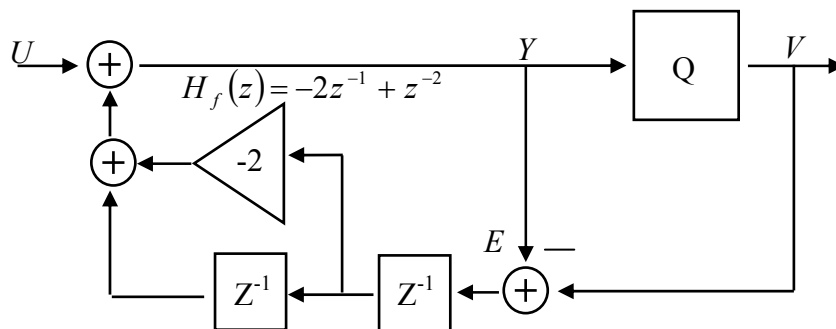 U + Y Q V
H_f(z) = −2z^{-1} + z^{-2}
+ -2
E —
Z^{-1} Z^{-1} +